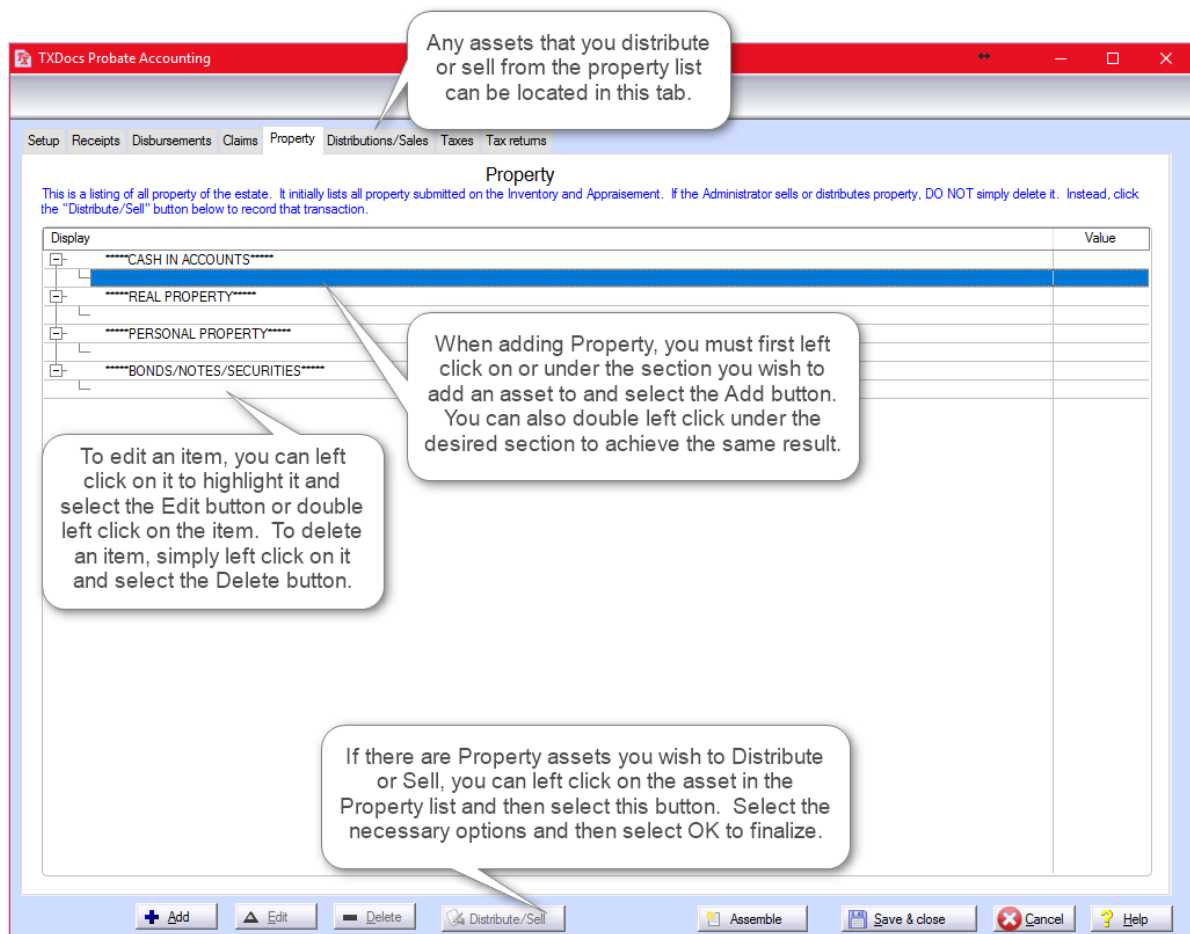 Any assets that you distribute
or sell from the property list
can be located in this tab.
TXDocs Probate Accounting
Setup Receipts Disbursements Claims Property Distributions/Sales Taxes Tax returns
Property
This is a listing of all property of the estate. It initially lists all property submitted on the Inventory and Appraisement. If the Administrator sells or distributes property, DO NOT simply delete it. Instead, click
the "Distribute/Sell" button below to record that transaction.
Display Value
*****CASH IN ACCOUNTS*****
*****REAL PROPERTY*****
*****PERSONAL PROPERTY*****
*****BONDS/NOTES/SECURITIES*****
When adding Property, you must first left
click on or under the section you wish to
add an asset to and select the Add button.
You can also double left click under the
desired section to achieve the same result.
To edit an item, you can left
click on it to highlight it and
select the Edit button or double
left click on the item. To delete
an item, simply left click on it
and select the Delete button.
If there are Property assets you wish to Distribute
or Sell, you can left click on the asset in the
Property list and then select this button. Select the
necessary options and then select OK to finalize.
Add Edit Delete Distribute/Sell Assemble Save & close Cancel Help